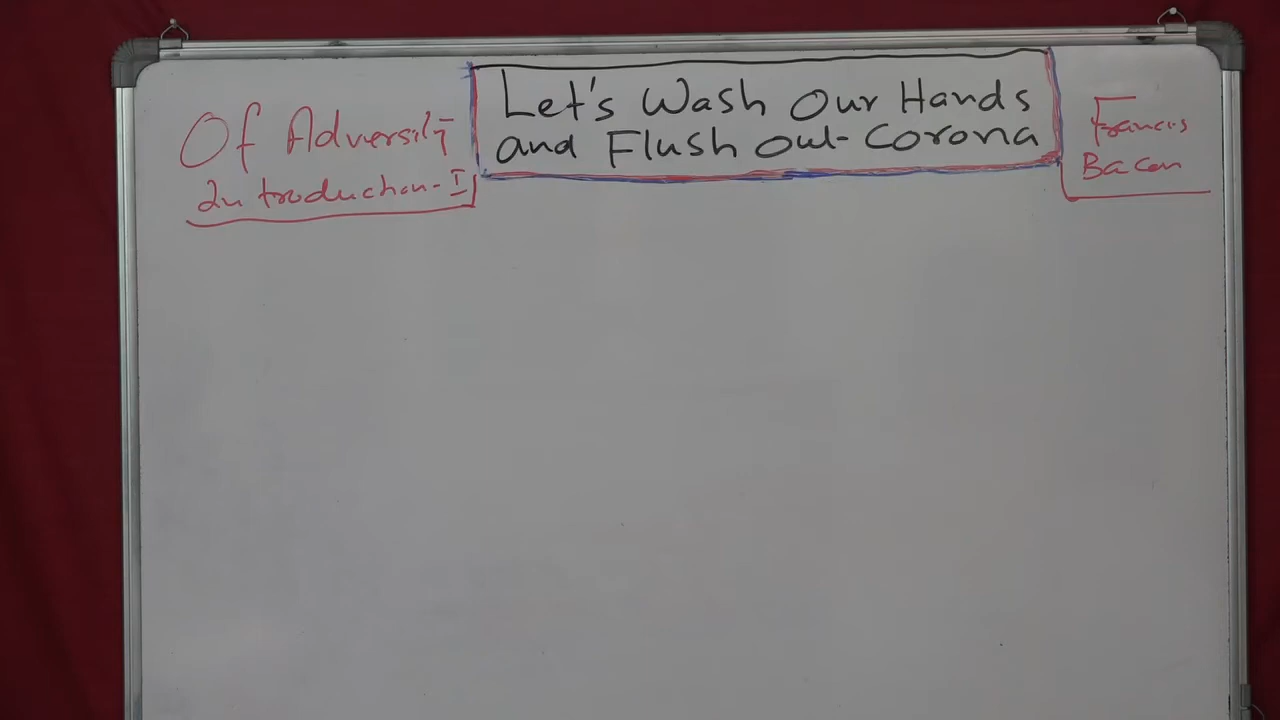 Of Adversity
Introduction-I
Let's Wash Our Hands
and Flush Out Corona
Francis
Bacon